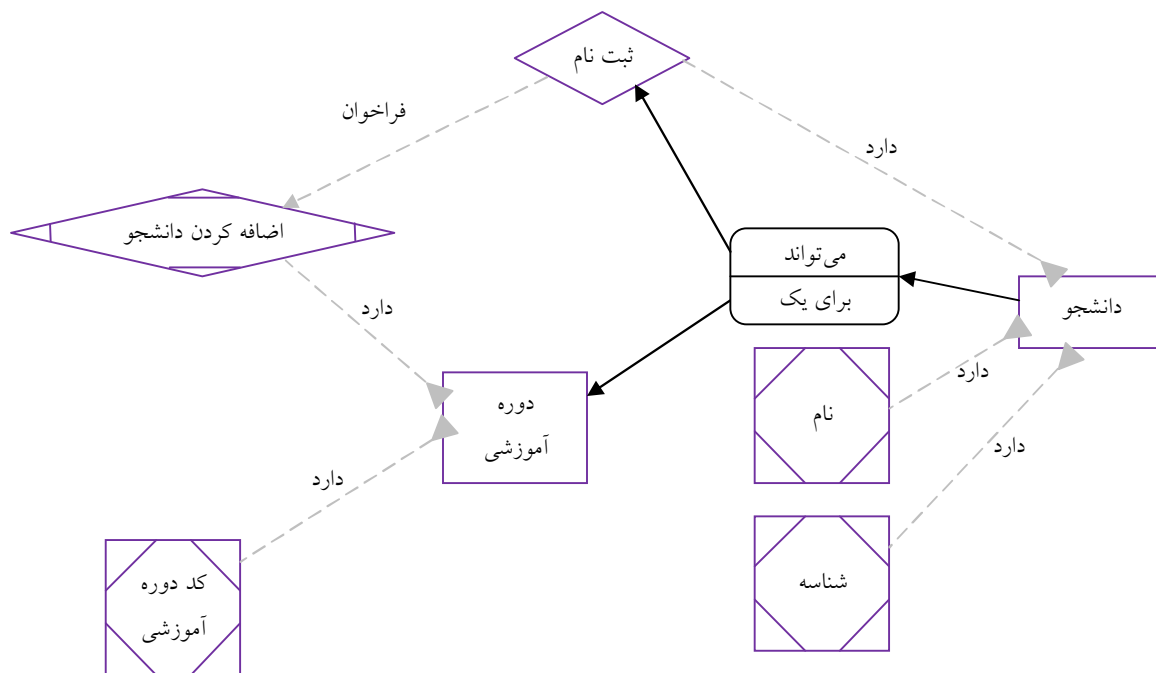 ثبت نام
فراخوان
دارد
اضافه کردن دانشجو
می‌تواند
برای یک
دانشجو
دارد
دارد
نام
دوره
آموزشی
دارد
دارد
شناسه
کد دوره
آموزشی